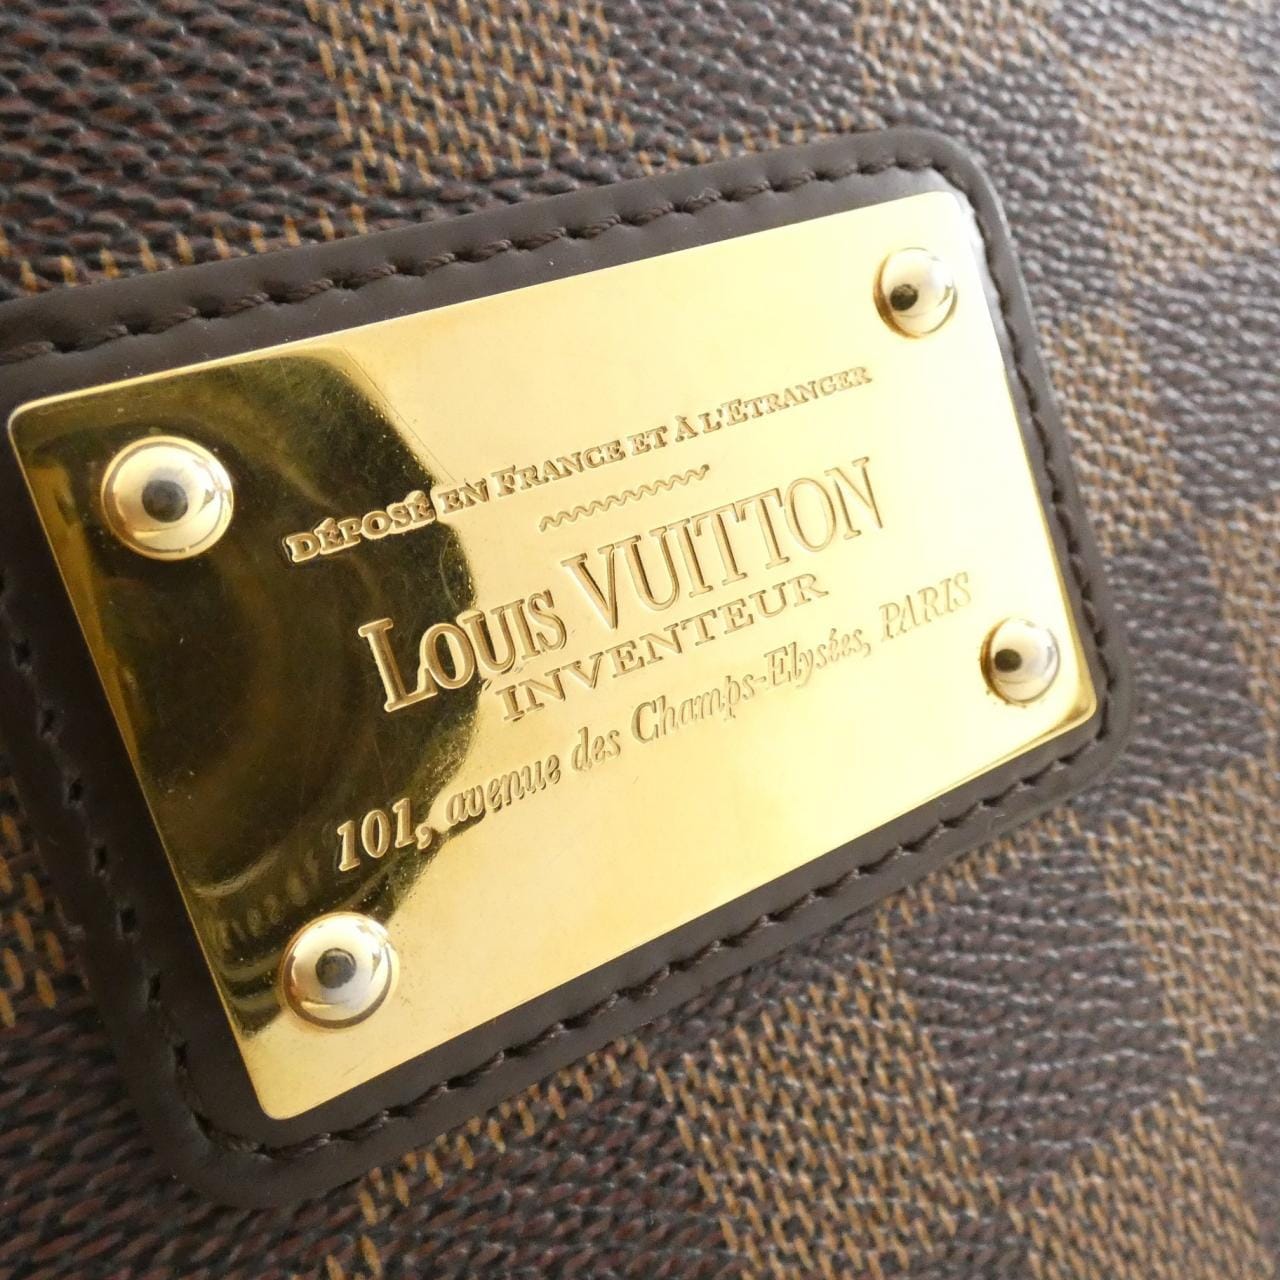 DÉPOSÉ EN FRANCE ET À L'ETRANGER
LOUIS VUITTON
INVENTEUR
101, avenue des Champs-Elysées, PARIS